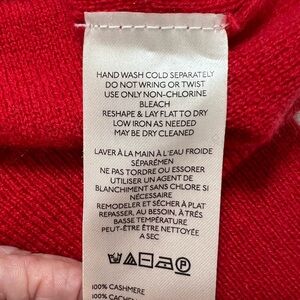 HAND WASH COLD SEPARATELY
DO NOT WRING OR TWIST
USE ONLY NON-CHLORINE
BLEACH
RESHAPE & LAY FLAT TO DRY
LOW IRON AS NEEDED
MAY BE DRY CLEANED
LAVER À LA MAIN À L'EAU FROIDE
SÉPARÉMEN
NE PAS TORDRE OU ESSORER
UTILISER UN AGENT DE
BLANCHIMENT SANS CHLORE SI
NÉCESSAIRE
REMODELER ET SÉCHER À PLAT
REPASSER, AU BESOIN, À TRÈS
BASSE TEMPÉRATURE
PEUT-ÊTRE ÊTRE NETTOYÉE
A SEC
P
100% CASHMERE
100%